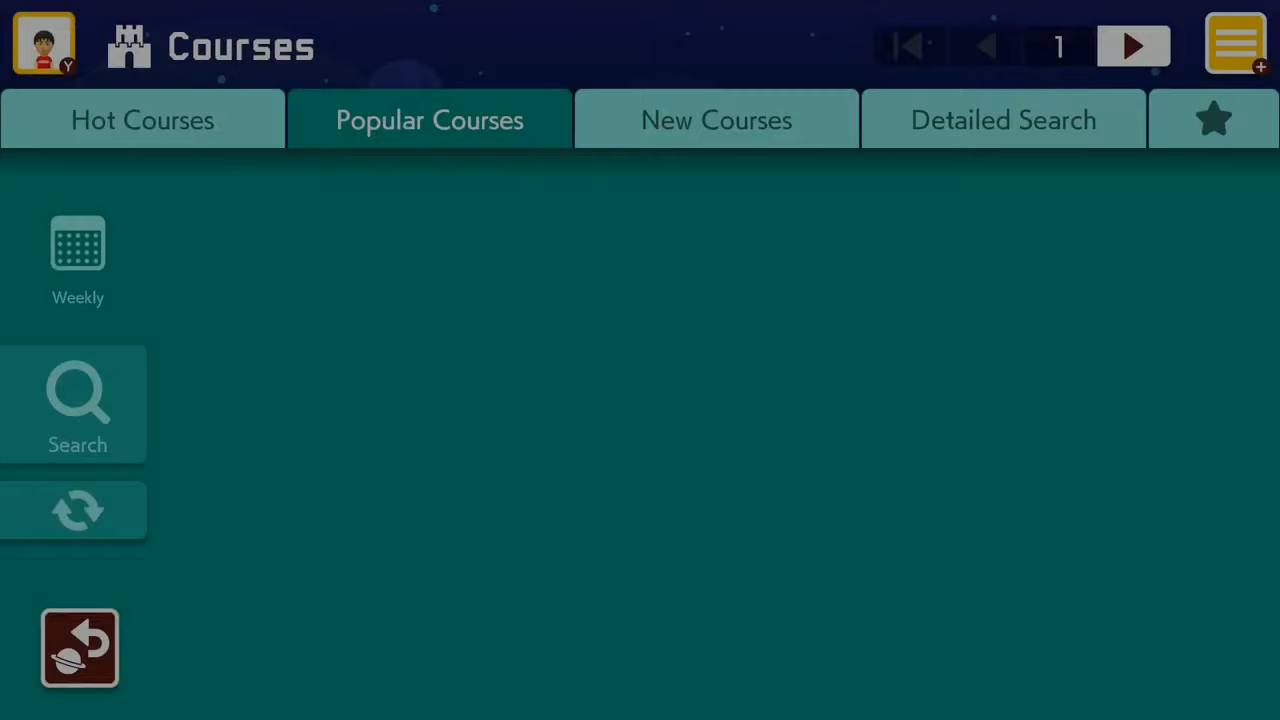 Y
Courses
1
+
Hot Courses
Popular Courses
New Courses
Detailed Search
Weekly
Search